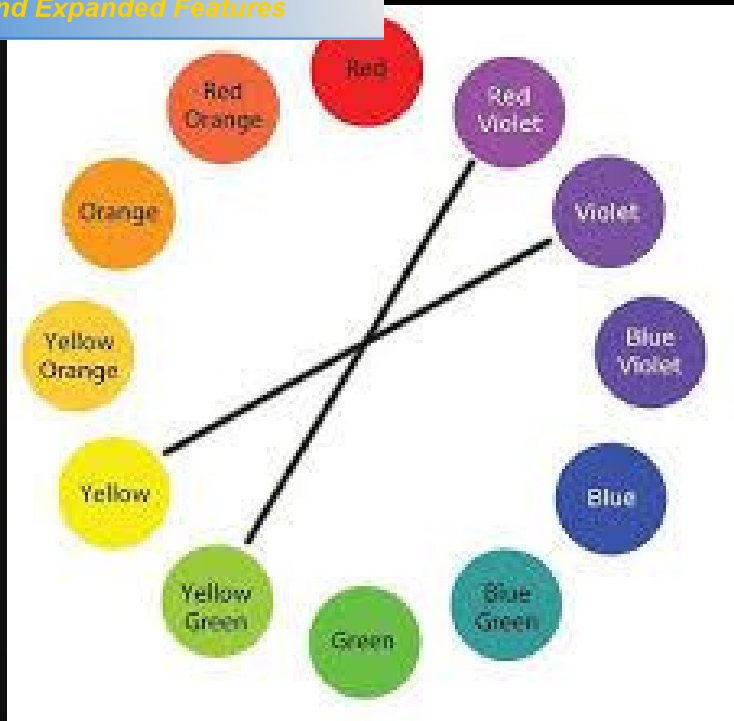 nd Expanded Features
Red
Red
Orange
Red
Violet
Orange
Violet
Yellow
Orange
Blue
Violet
Yellow
Blue
Yellow
Green
Blue
Green
Green